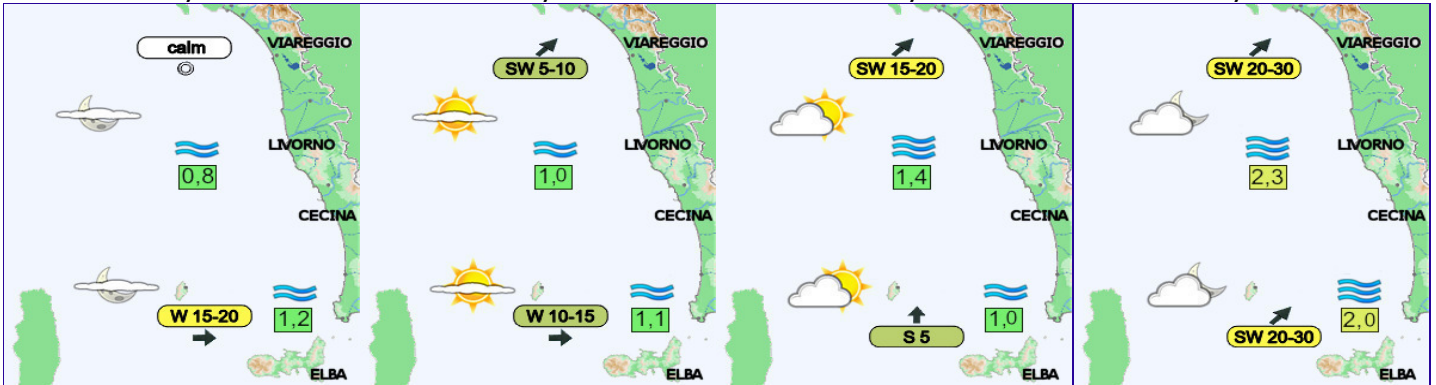 calm
VIAREGGIO
LIVORNO
0,8
CECINA
W 15-20
1,2
ELBA
VIAREGGIO
SW 5-10
LIVORNO
1,0
CECINA
W 10-15
1,1
ELBA
VIAREGGIO
SW 15-20
LIVORNO
1,4
CECINA
1,0
S 5
ELBA
VIAREGGIO
SW 20-30
LIVORNO
2,3
CECINA
2,0
SW 20-30
ELBA